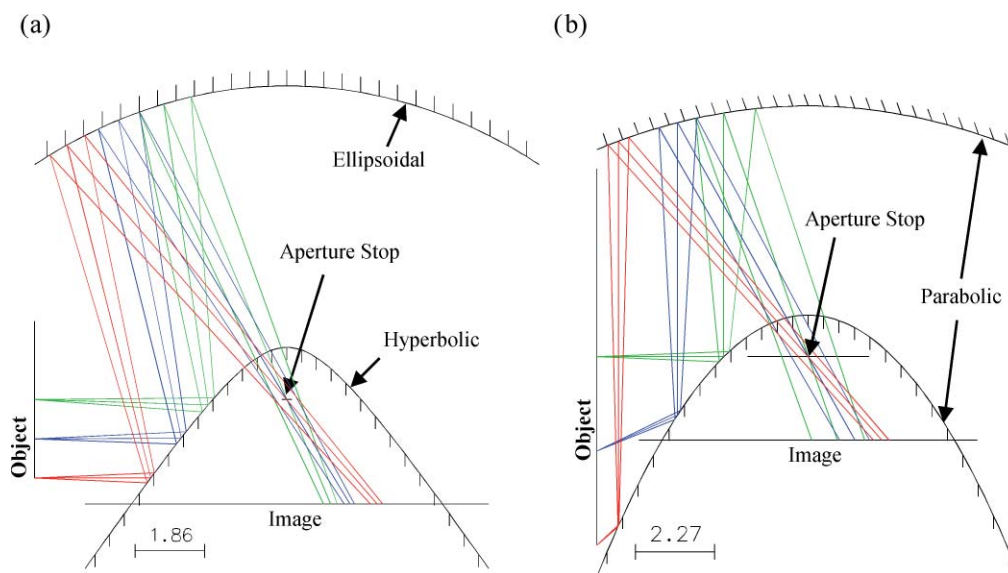 (a)
Ellipsoidal
Aperture Stop
Hyperbolic
Object
Image
1.86
(b)
Aperture Stop
Parabolic
Object
Image
2.27